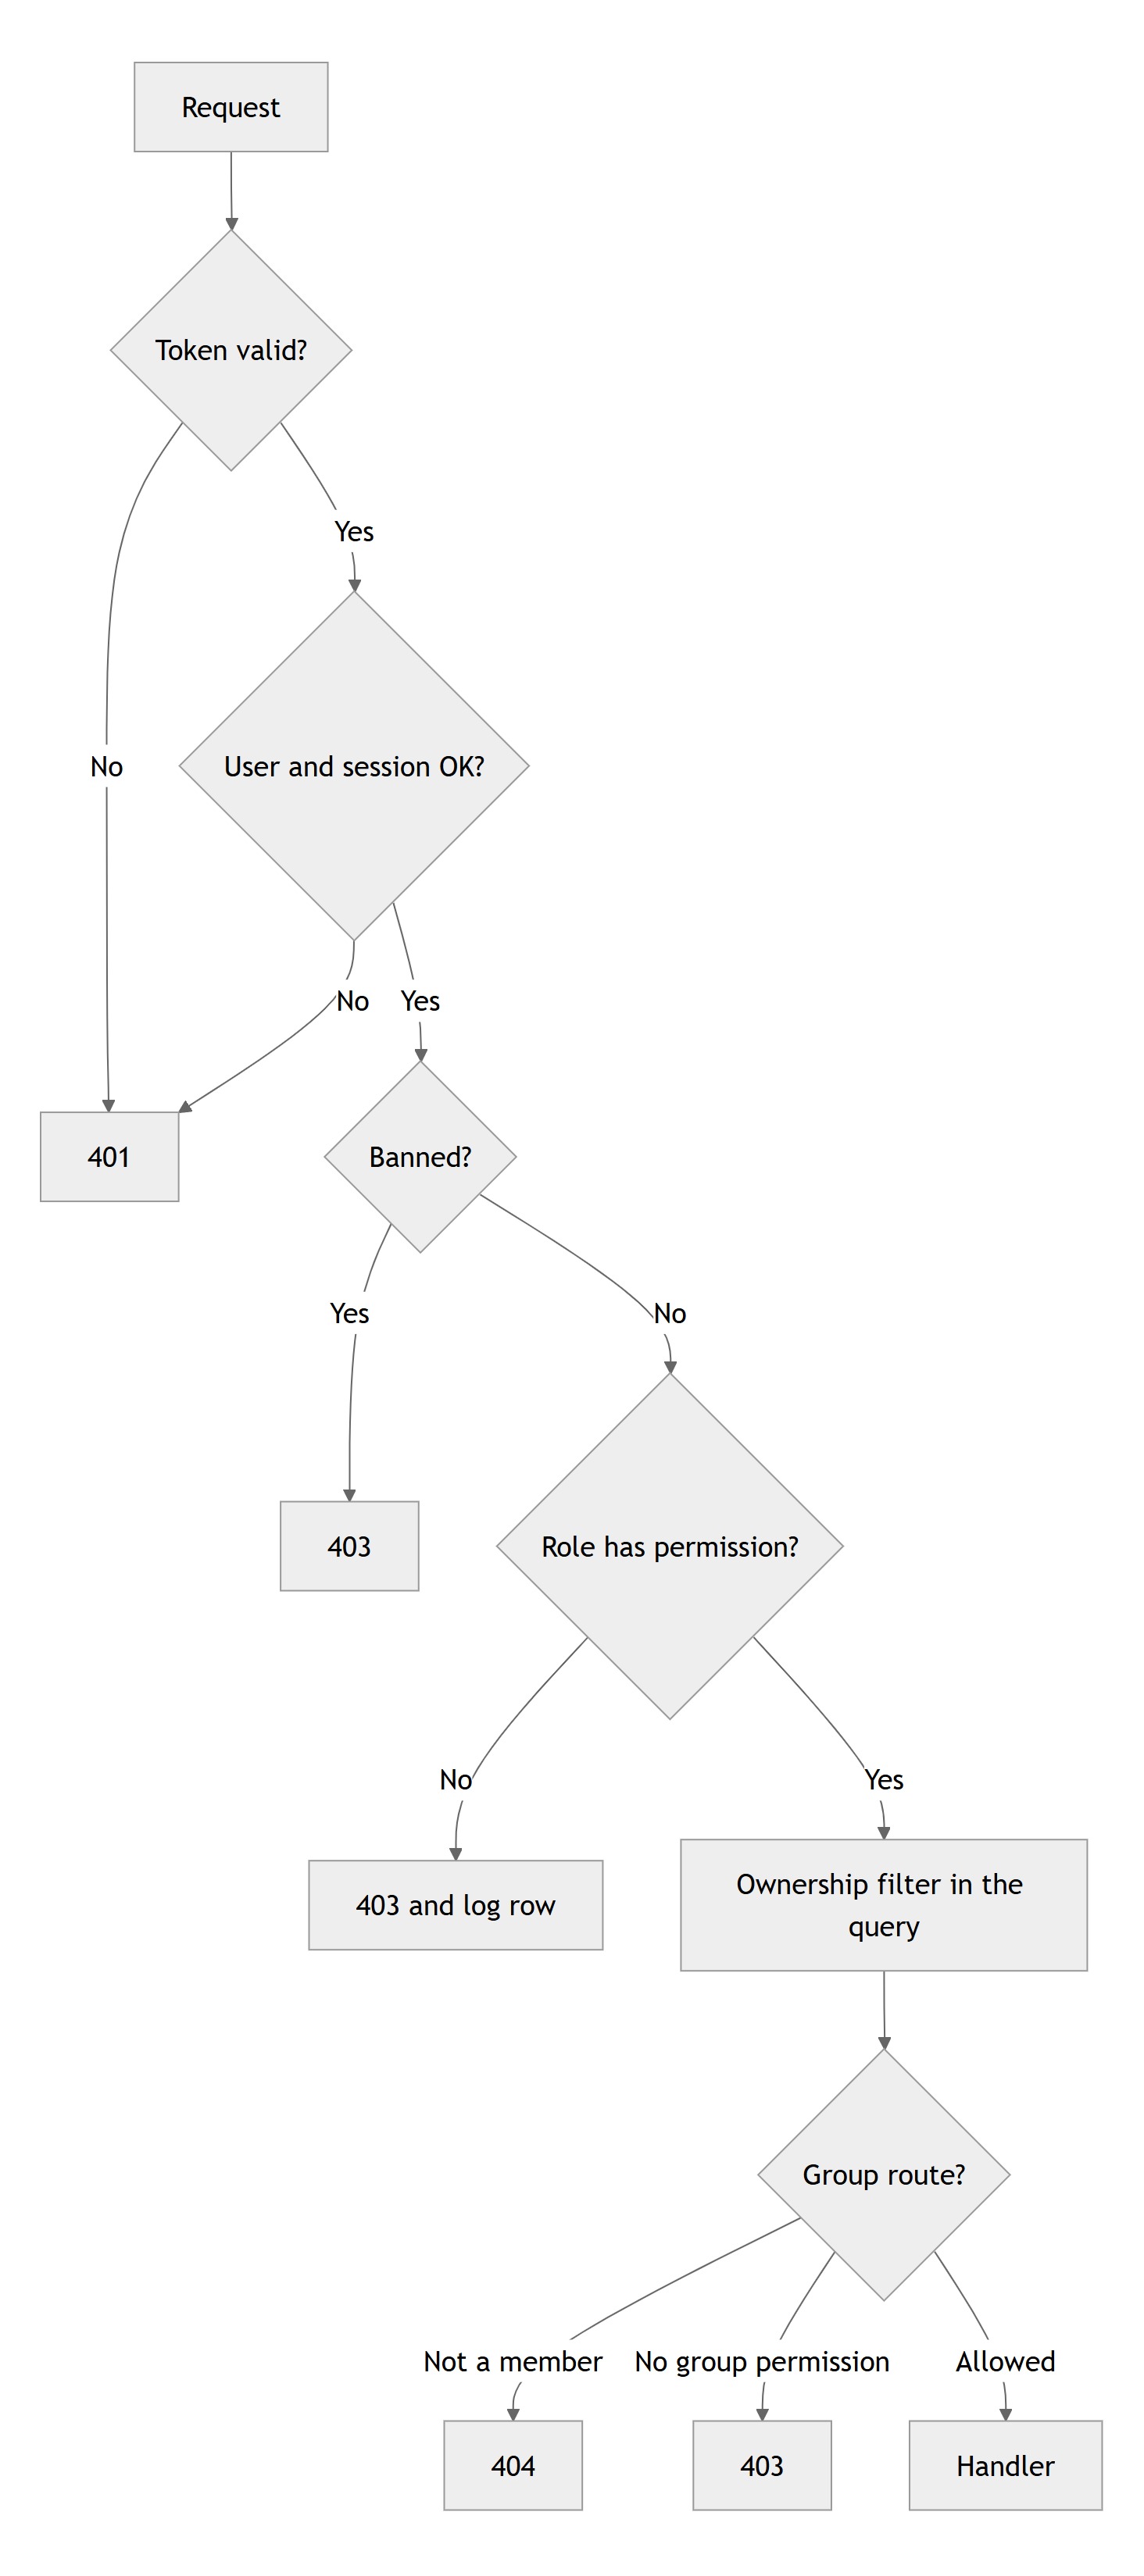 Request
Token valid?
Yes
No
User and session OK?
No
Yes
401
Banned?
Yes
No
403
Role has permission?
No
Yes
403 and log row
Ownership filter in the
query
Group route?
Not a member
No group permission
Allowed
404
403
Handler